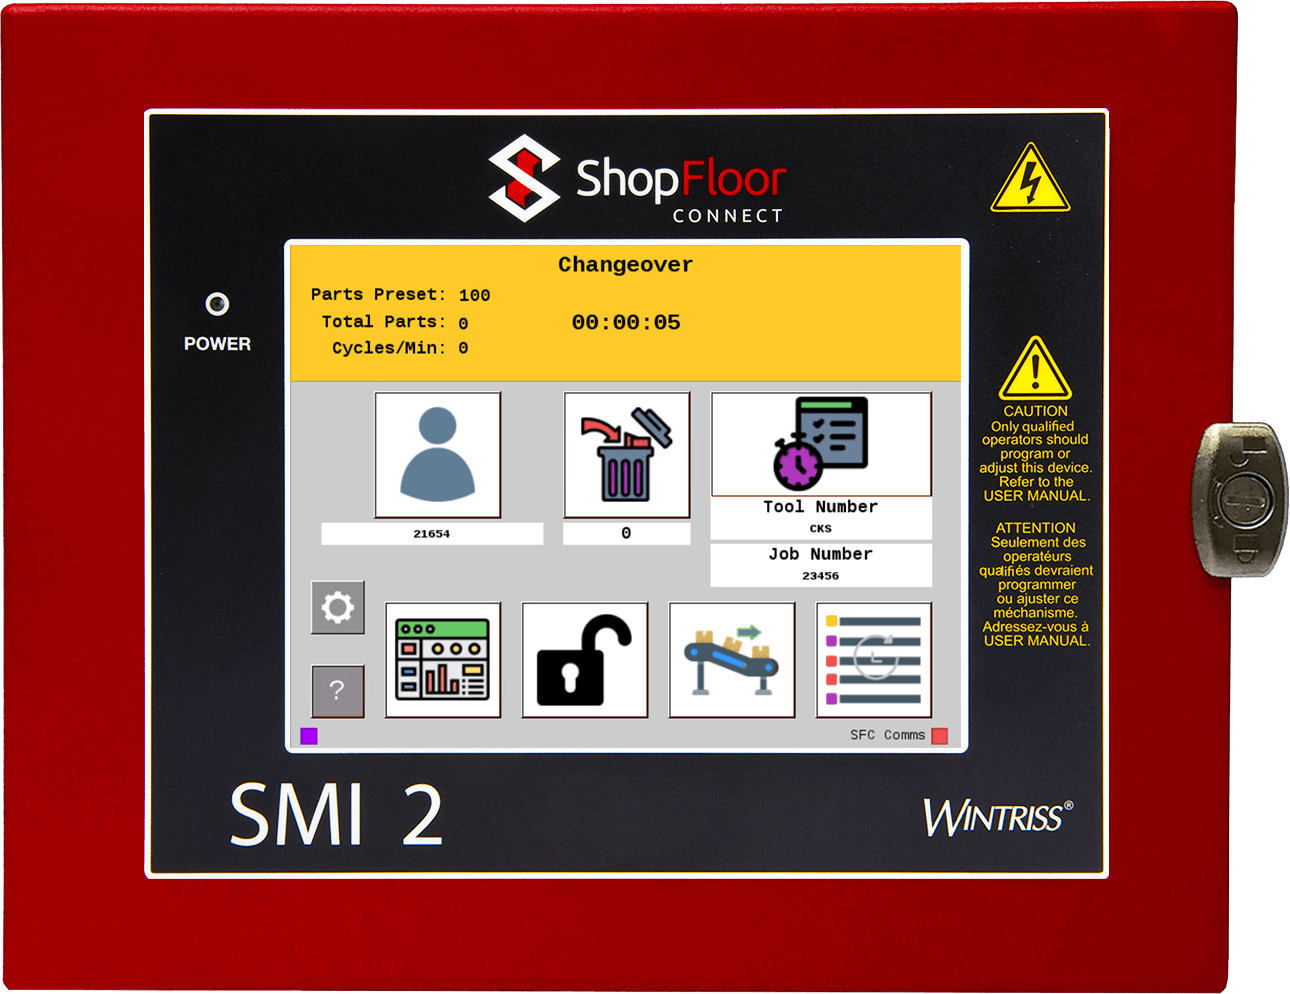 ShopFloor
CONNECT
Changeover
Parts Preset: 100
Total Parts: 0
00:00:05
Cycles/Min: 0
POWER
21654
0
Tool Number
CKS
Job Number
23456
?
SFC Comms
CAUTION
Only qualified
operators should
program or
adjust this device.
Refer to the
USER MANUAL.
ATTENTION
Seulement des
operatéurs
qualifiés devraient
programmer
ou ajuster ce
méchanisme.
Adressez-vous à
USER MANUAL.
SMI 2
WINTRISS®